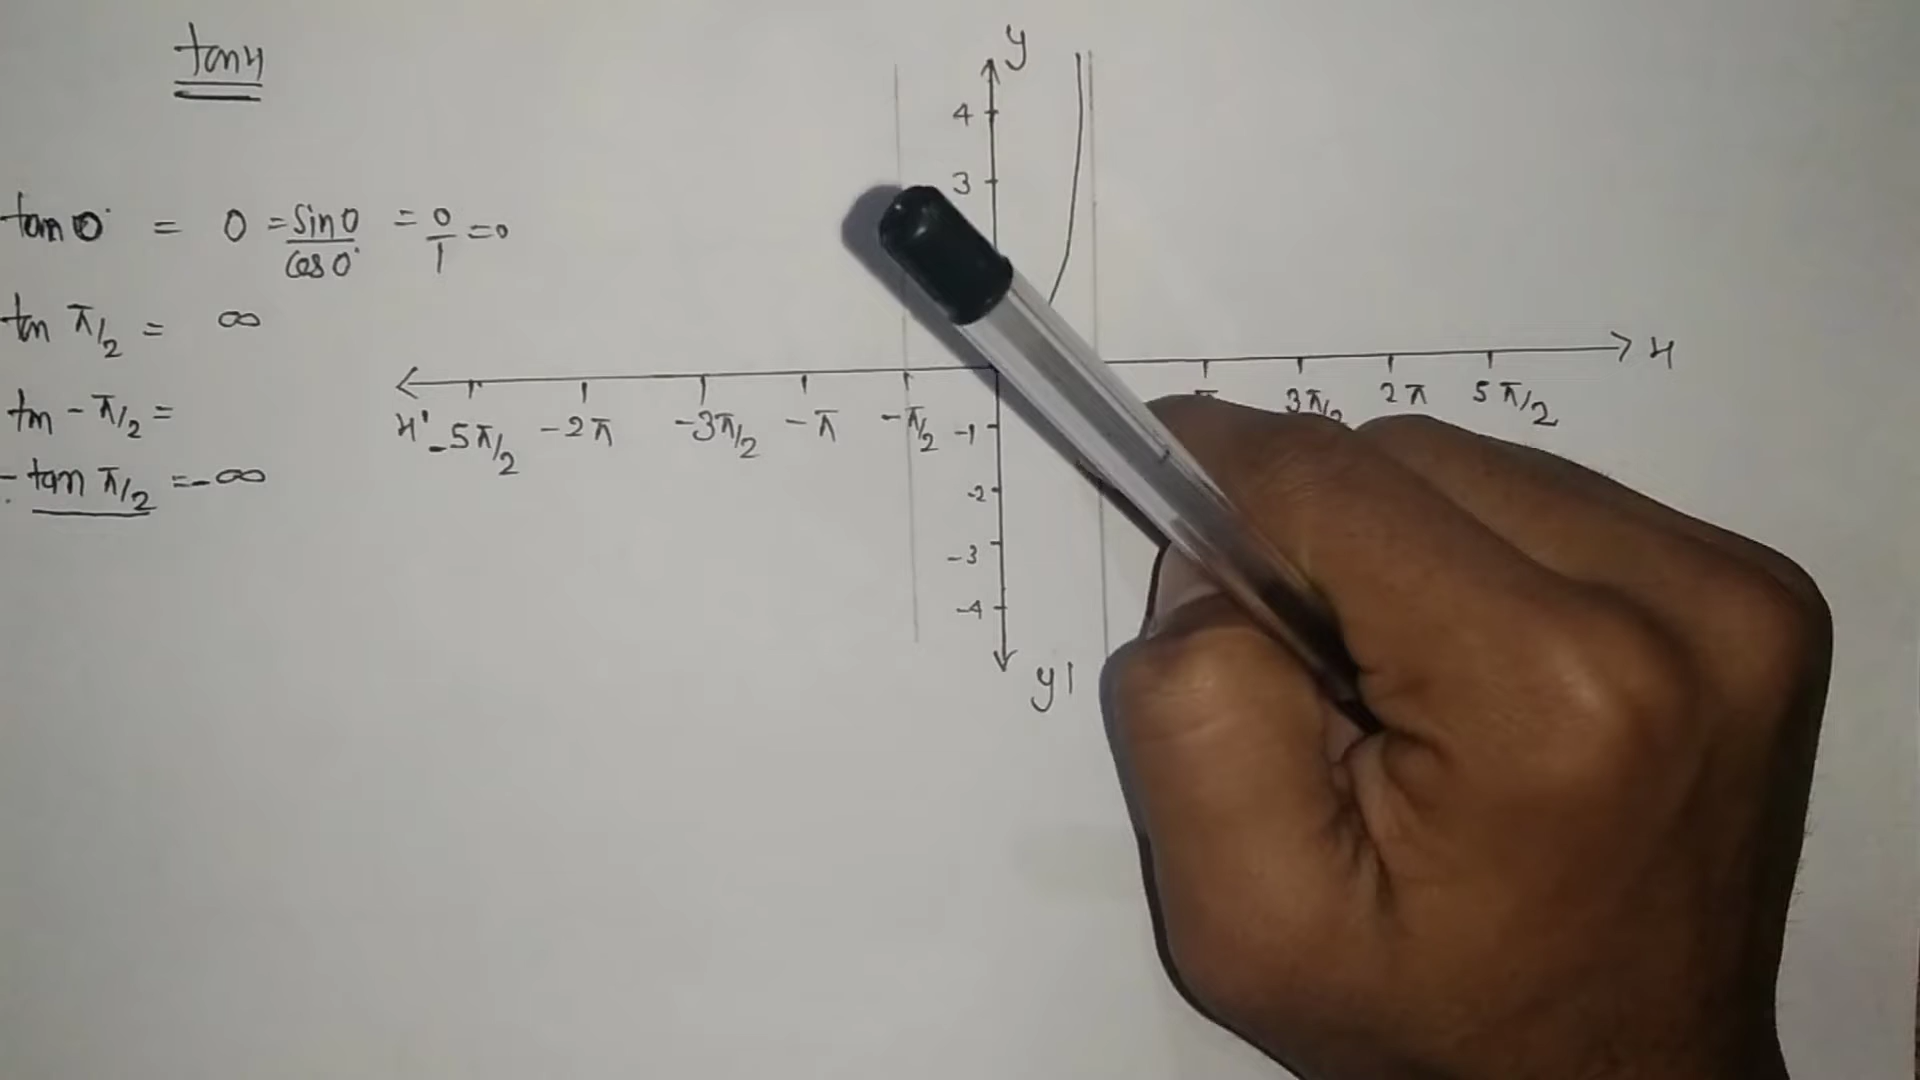 tan x
tan 0° = 0 = sin 0 / cos 0° = 0/1 = 0
tan π/2 = ∞
tan - π/2 =
- tan π/2 = - ∞
y
4
3
x
x' -5π/2 -2π -3π/2 -π -π/2 π 3π/2 2π 5π/2
-1
-2
-3
-4
y'